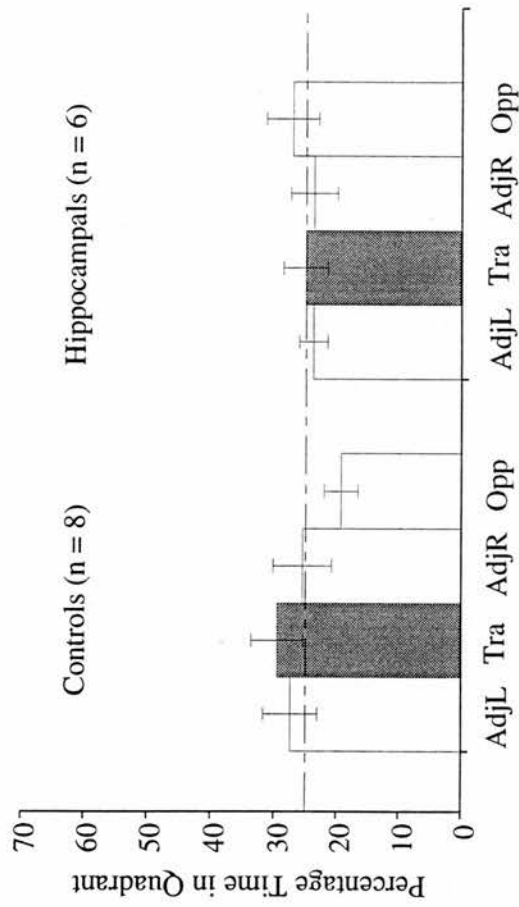 Controls (n = 8)
Hippocampals (n = 6)
Percentage Time in Quadrant
70
60
50
40
30
20
10
0
AdjL Tra AdjR Opp
AdjL Tra AdjR Opp